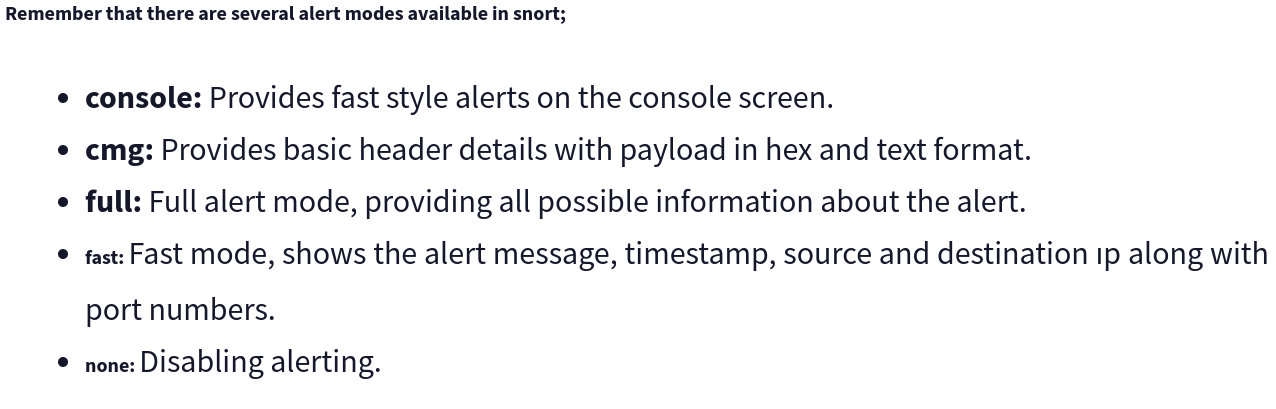 Remember that there are several alert modes available in snort;
• console: Provides fast style alerts on the console screen.
• cmg: Provides basic header details with payload in hex and text format.
• full: Full alert mode, providing all possible information about the alert.
• fast: Fast mode, shows the alert message, timestamp, source and destination ıp along with
port numbers.
• none: Disabling alerting.